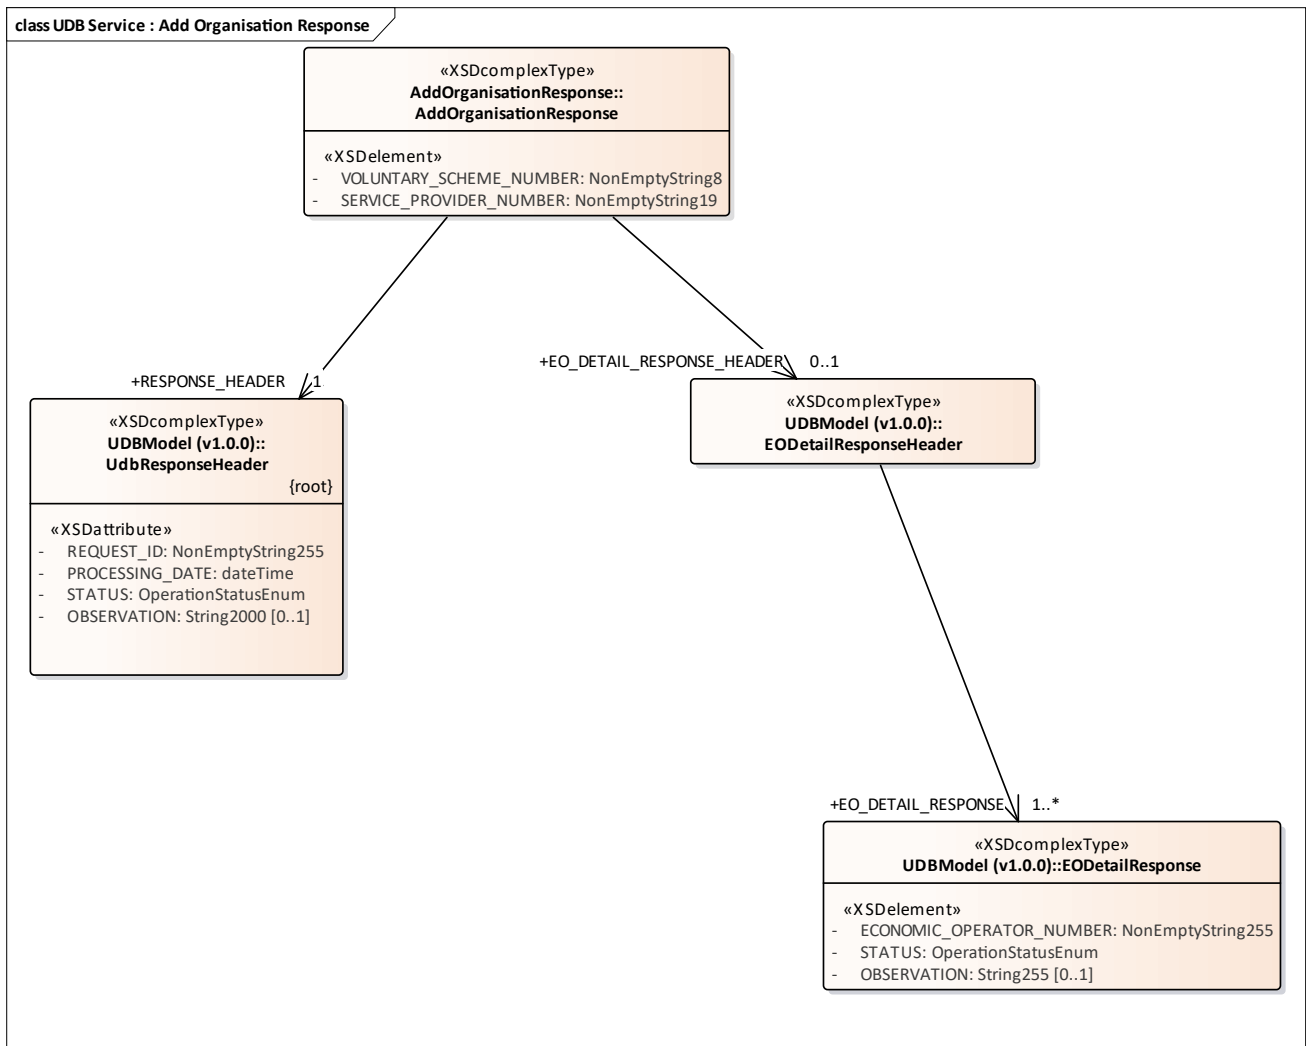 class UDB Service : Add Organisation Response
«XSDcomplexType»
AddOrganisationResponse::
AddOrganisationResponse
«XSDelement»
- VOLUNTARY_SCHEME_NUMBER: NonEmptyString8
- SERVICE_PROVIDER_NUMBER: NonEmptyString19
+EO_DETAIL_RESPONSE_HEADER 0..1
+RESPONSE_HEADER 1
«XSDcomplexType»
UDBModel (v1.0.0)::
EODetailResponseHeader
«XSDcomplexType»
UDBModel (v1.0.0)::
UdbResponseHeader
{root}
«XSDattribute»
- REQUEST_ID: NonEmptyString255
- PROCESSING_DATE: dateTime
- STATUS: OperationStatusEnum
- OBSERVATION: String2000 [0..1]
+EO_DETAIL_RESPONSE 1..*
«XSDcomplexType»
UDBModel (v1.0.0)::EODetailResponse
«XSDelement»
- ECONOMIC_OPERATOR_NUMBER: NonEmptyString255
- STATUS: OperationStatusEnum
- OBSERVATION: String255 [0..1]